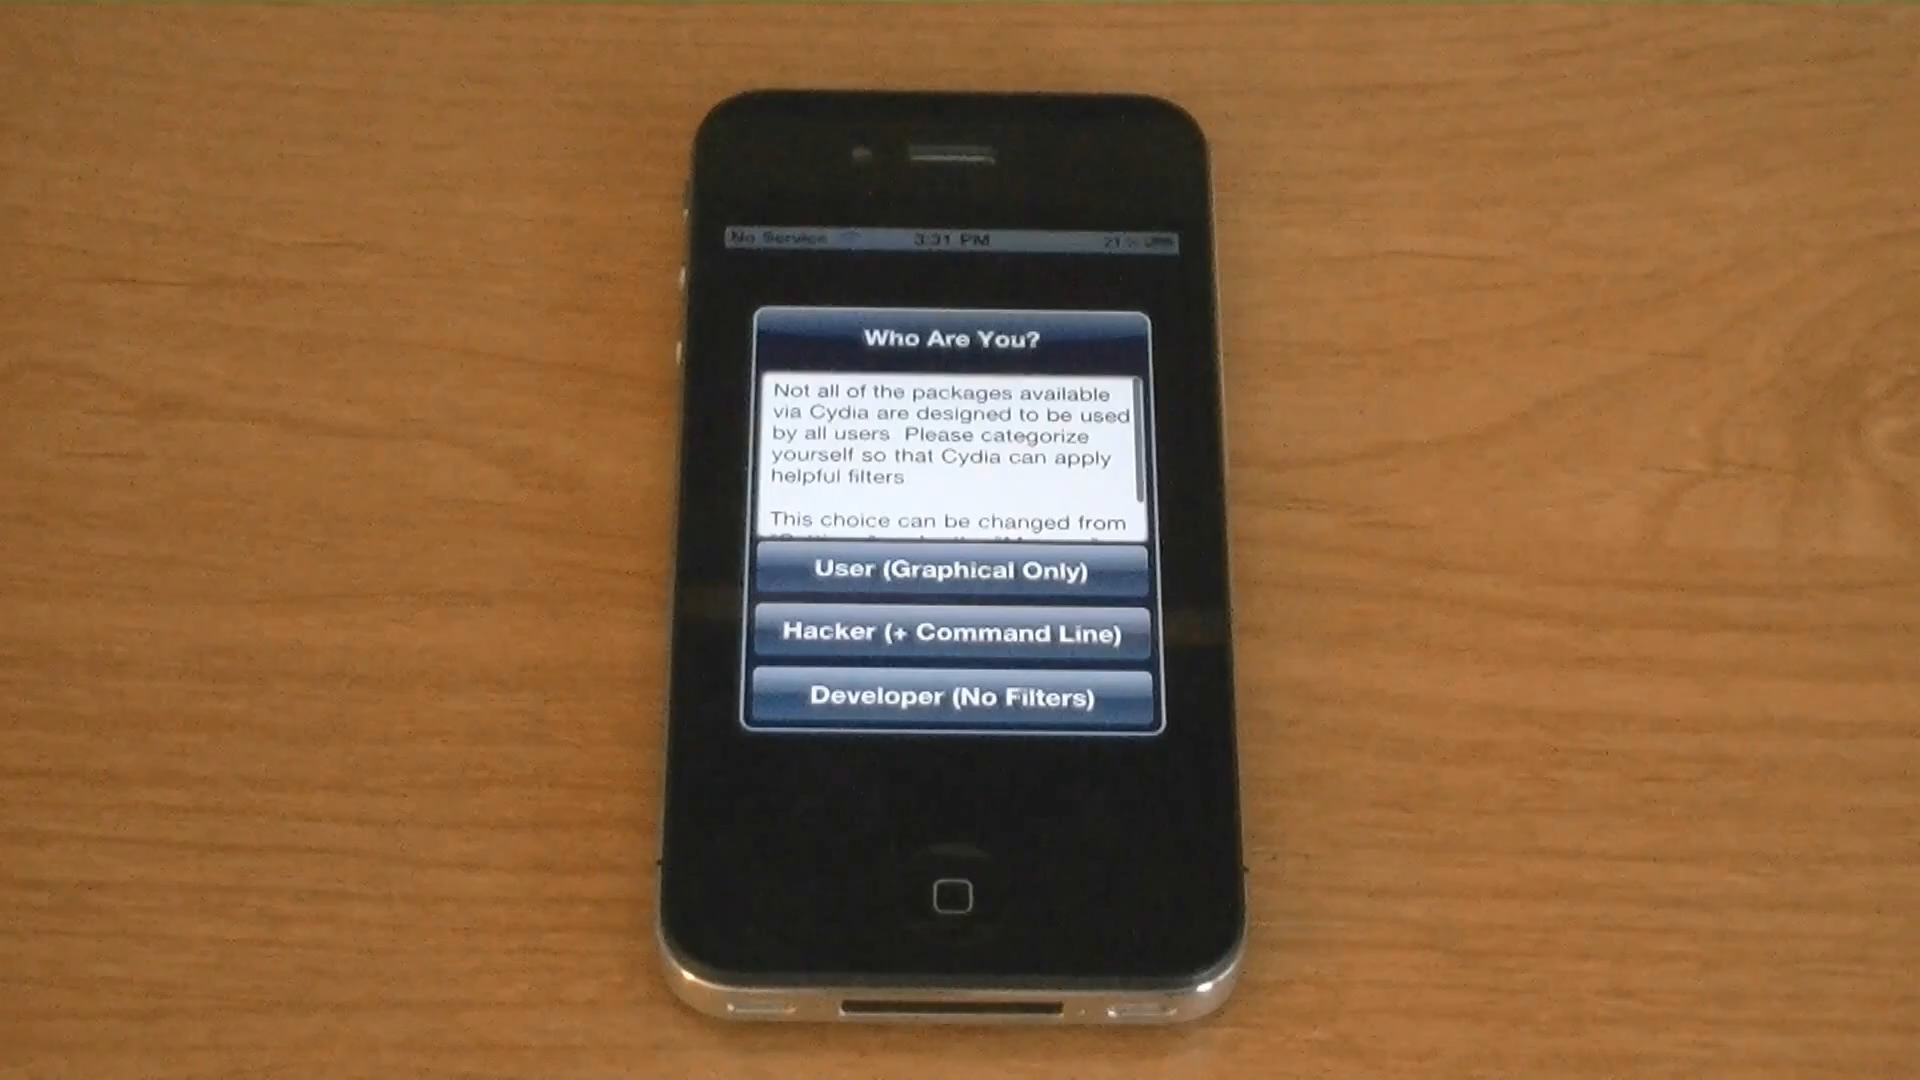 No Service 3:31 PM 21%
Who Are You?
Not all of the packages available
via Cydia are designed to be used
by all users. Please categorize
yourself so that Cydia can apply
helpful filters.
This choice can be changed from
User (Graphical Only)
Hacker (+ Command Line)
Developer (No Filters)